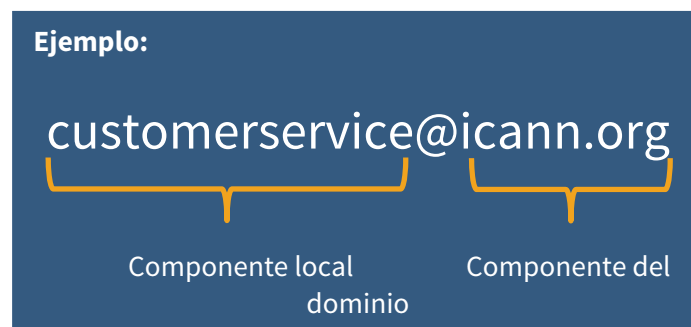 Ejemplo:
customerservice@icann.org
Componente local Componente del
dominio